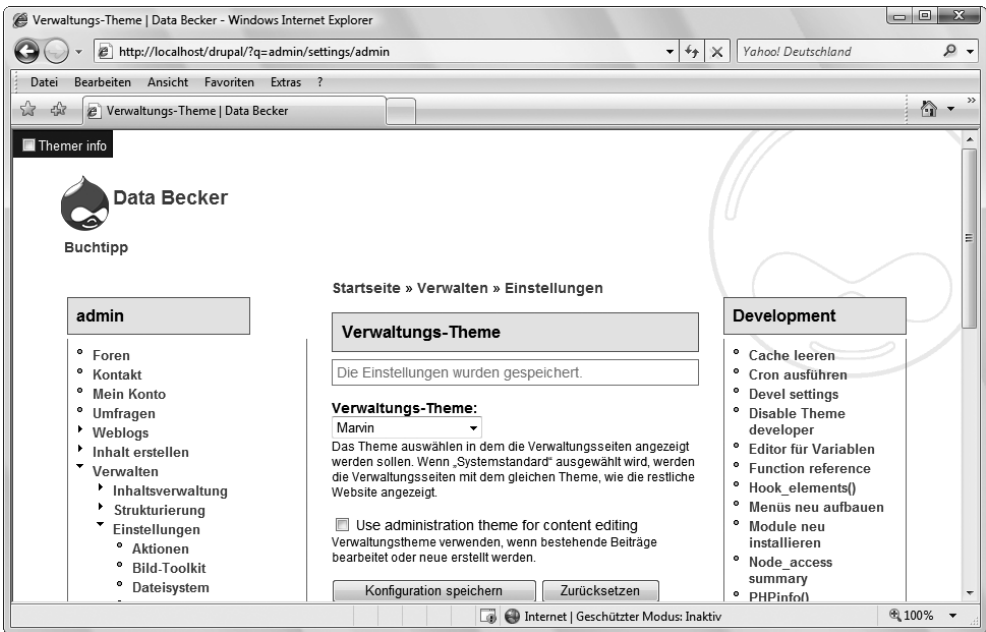 Verwaltungs-Theme | Data Becker - Windows Internet Explorer
http://localhost/drupal/?q=admin/settings/admin
Yahoo! Deutschland
Datei Bearbeiten Ansicht Favoriten Extras ?
Verwaltungs-Theme | Data Becker
Themer info
Data Becker
Buchtipp
admin
Foren
Kontakt
Mein Konto
Umfragen
Weblogs
Inhalt erstellen
Verwalten
Inhaltsverwaltung
Strukturierung
Einstellungen
Aktionen
Bild-Toolkit
Dateisystem
Startseite » Verwalten » Einstellungen
Verwaltungs-Theme
Die Einstellungen wurden gespeichert.
Verwaltungs-Theme:
Marvin
Das Theme auswählen in dem die Verwaltungsseiten angezeigt
werden sollen. Wenn „Systemstandard“ ausgewählt wird, werden
die Verwaltungsseiten mit dem gleichen Theme, wie die restliche
Website angezeigt.
Use administration theme for content editing
Verwaltungstheme verwenden, wenn bestehende Beiträge
bearbeitet oder neue erstellt werden.
Konfiguration speichern
Zurücksetzen
Development
Cache leeren
Cron ausführen
Devel settings
Disable Theme
developer
Editor für Variablen
Function reference
Hook_elements()
Menüs neu aufbauen
Module neu
installieren
Node_access
summary
PHPinfo()
Internet | Geschützter Modus: Inaktiv
100%